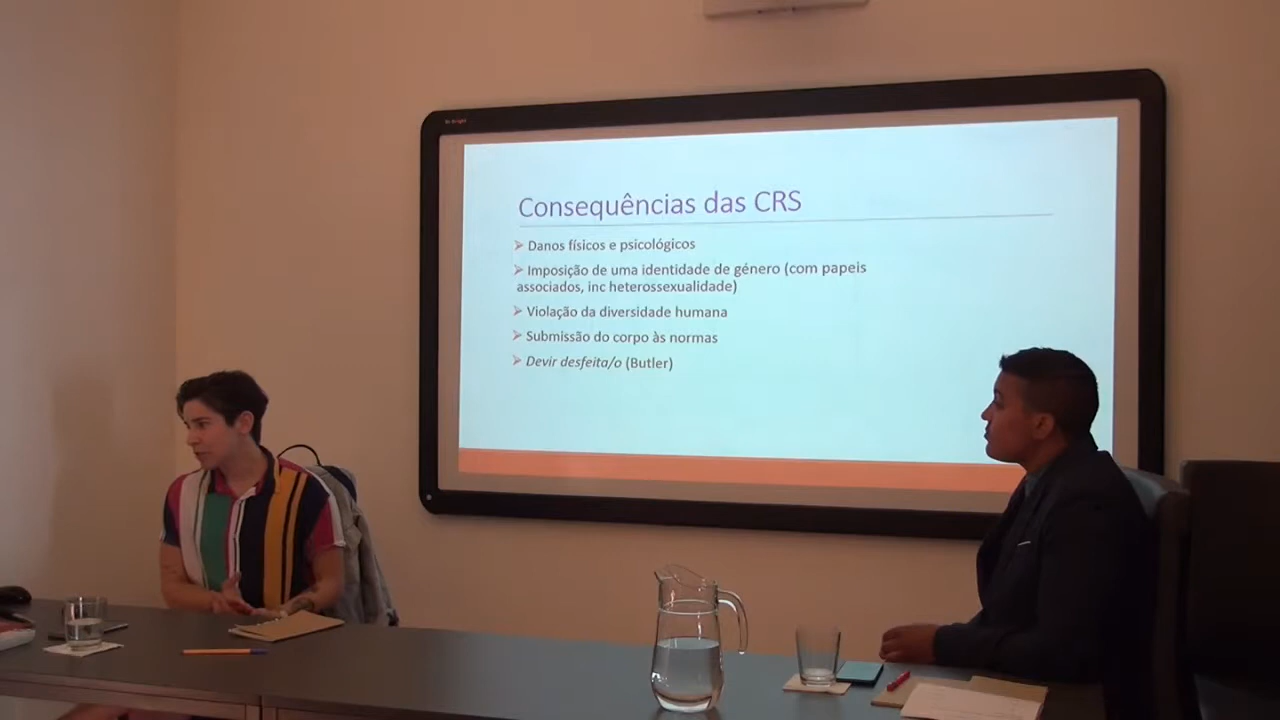 Consequências das CRS
➢ Danos físicos e psicológicos
➢ Imposição de uma identidade de género (com papeis
associados, inc heterossexualidade)
➢ Violação da diversidade humana
➢ Submissão do corpo às normas
➢ Devir desfeita/o (Butler)